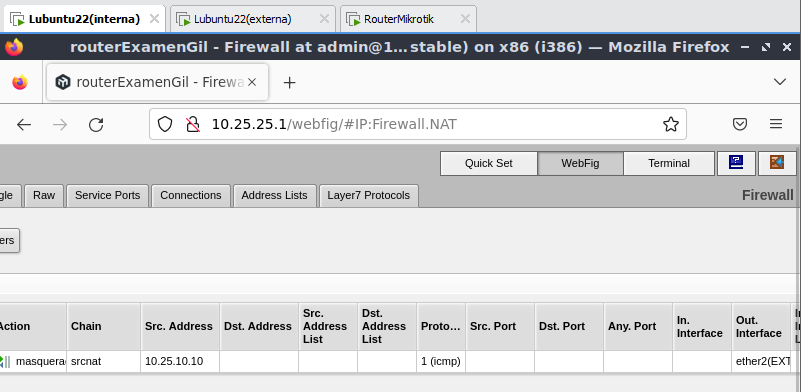 Lubuntu22(interna) Lubuntu22(externa) RouterMikrotik
routerExamenGil - Firewall at admin@1…stable) on x86 (i386) — Mozilla Firefox
routerExamenGil - Firewa
10.25.25.1/webfig/#IP:Firewall.NAT
Quick Set WebFig Terminal
gle Raw Service Ports Connections Address Lists Layer7 Protocols Firewall
ers
Action Chain Src. Address Dst. Address Src. Address List Dst. Address List Proto… Src. Port Dst. Port Any. Port In. Interface Out. Interface
masquera srcnat 10.25.10.10 1 (icmp) ether2(EXT